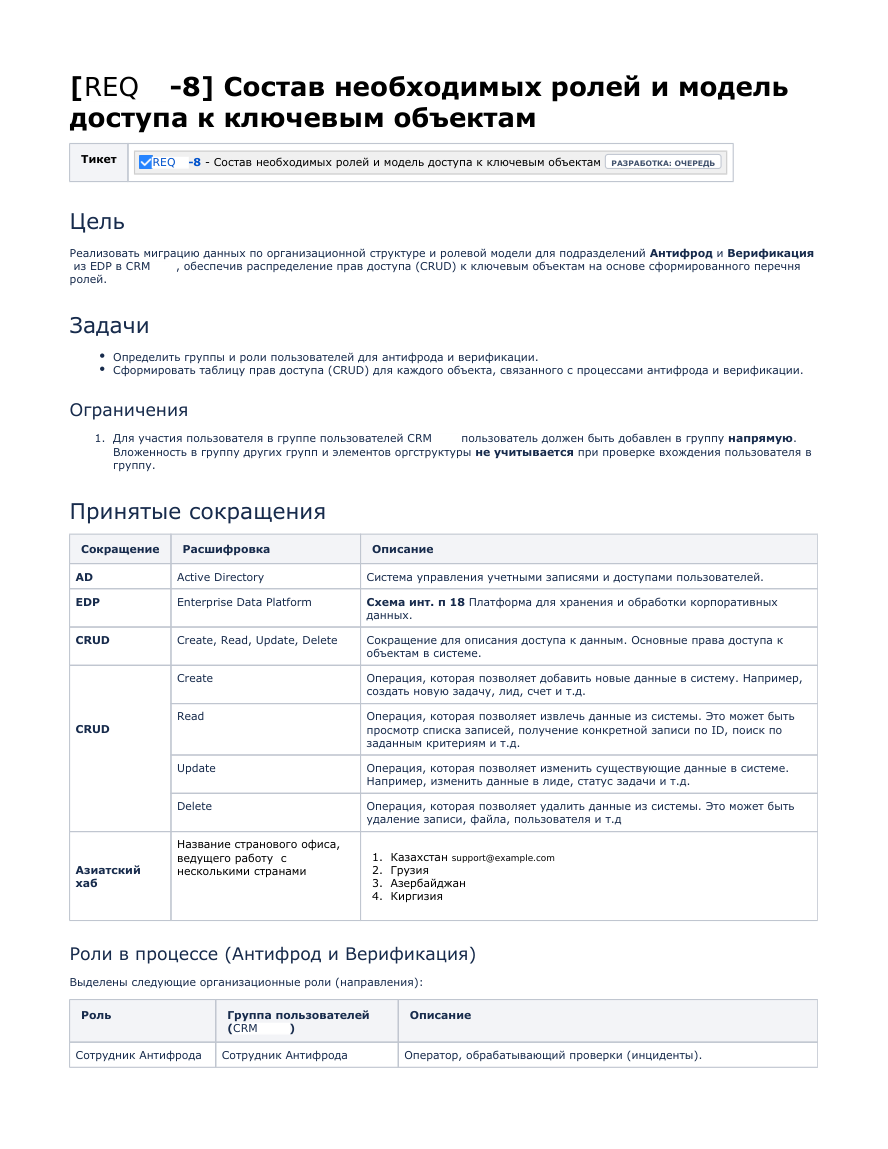 [REQ -8] Состав необходимых ролей и модель
доступа к ключевым объектам
Тикет
REQ -8 - Состав необходимых ролей и модель доступа к ключевым объектам РАЗРАБОТКА: ОЧЕРЕДЬ
Цель
Реализовать миграцию данных по организационной структуре и ролевой модели для подразделений Антифрод и Верификация
из EDP в CRM , обеспечив распределение прав доступа (CRUD) к ключевым объектам на основе сформированного перечня
ролей.
Задачи
• Определить группы и роли пользователей для антифрода и верификации.
• Сформировать таблицу прав доступа (CRUD) для каждого объекта, связанного с процессами антифрода и верификации.
Ограничения
1. Для участия пользователя в группе пользователей CRM пользователь должен быть добавлен в группу напрямую.
Вложенность в группу других групп и элементов оргструктуры не учитывается при проверке вхождения пользователя в
группу.
Принятые сокращения
Сокращение Расшифровка Описание
AD Active Directory Система управления учетными записями и доступами пользователей.
EDP Enterprise Data Platform Схема инт. п 18 Платформа для хранения и обработки корпоративных
данных.
CRUD Create, Read, Update, Delete Сокращение для описания доступа к данным. Основные права доступа к
объектам в системе.
CRUD
Create Операция, которая позволяет добавить новые данные в систему. Например,
создать новую задачу, лид, счет и т.д.
Read Операция, которая позволяет извлечь данные из системы. Это может быть
просмотр списка записей, получение конкретной записи по ID, поиск по
заданным критериям и т.д.
Update Операция, которая позволяет изменить существующие данные в системе.
Например, изменить данные в лиде, статус задачи и т.д.
Delete Операция, которая позволяет удалить данные из системы. Это может быть
удаление записи, файла, пользователя и т.д
Азиатский
хаб
Название странового офиса,
ведущего работу с
несколькими странами
1. Казахстан support@example.com
2. Грузия
3. Азербайджан
4. Киргизия
Роли в процессе (Антифрод и Верификация)
Выделены следующие организационные роли (направления):
Роль Группа пользователей Описание
(CRM )
Сотрудник Антифрода Сотрудник Антифрода Оператор, обрабатывающий проверки (инциденты).